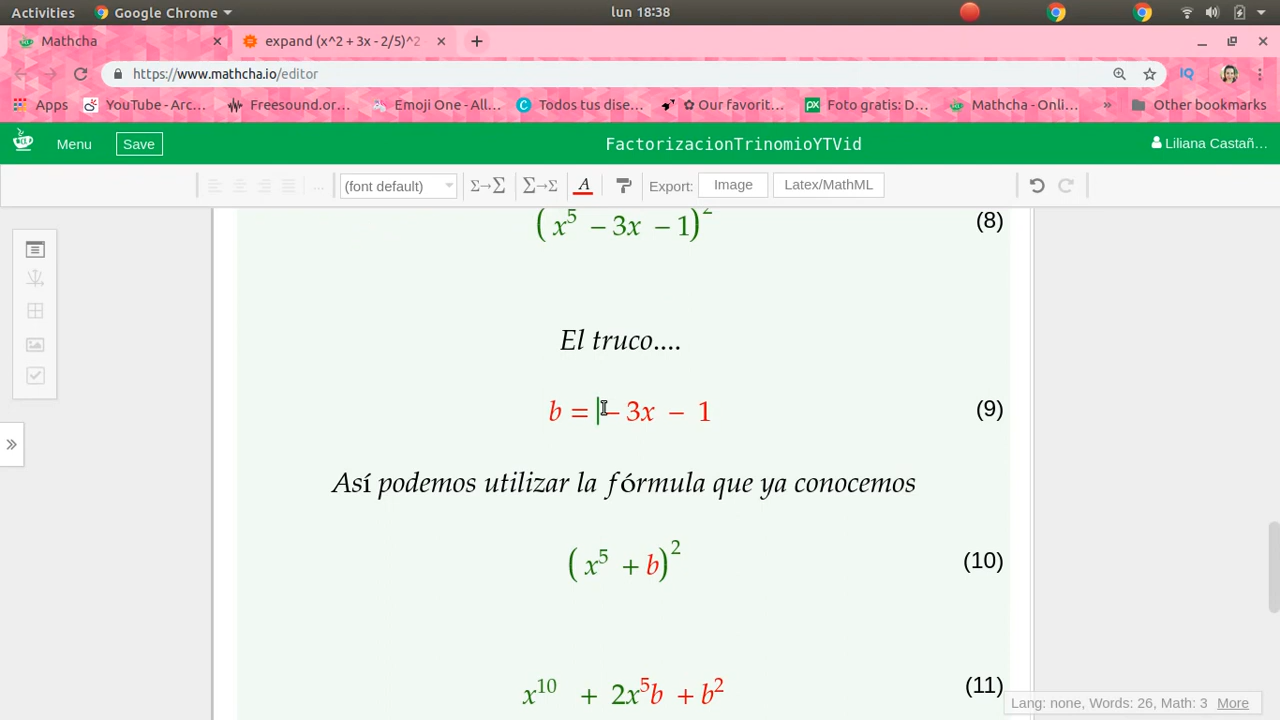 Activities Google Chrome lun 18:38
Mathcha expand (x^2 + 3x - 2/5)^2
https://www.mathcha.io/editor IQ
Apps YouTube - Arc... Freesound.or... Emoji One - All... Todos tus dise... ✿ Our favorit... Foto gratis: D... Mathcha - Onli... » Other bookmarks
Menu Save FactorizacionTrinomioYTVid Liliana Castañ...
... (font default) Σ→Σ Σ→Σ A Export: Image Latex/MathML
(x⁵ − 3x − 1)² (8)
El truco....
b = − 3x − 1 (9)
Así podemos utilizar la fórmula que ya conocemos
(x⁵ + b)² (10)
x¹⁰ + 2x⁵b + b² (11)
Lang: none, Words: 26, Math: 3 More